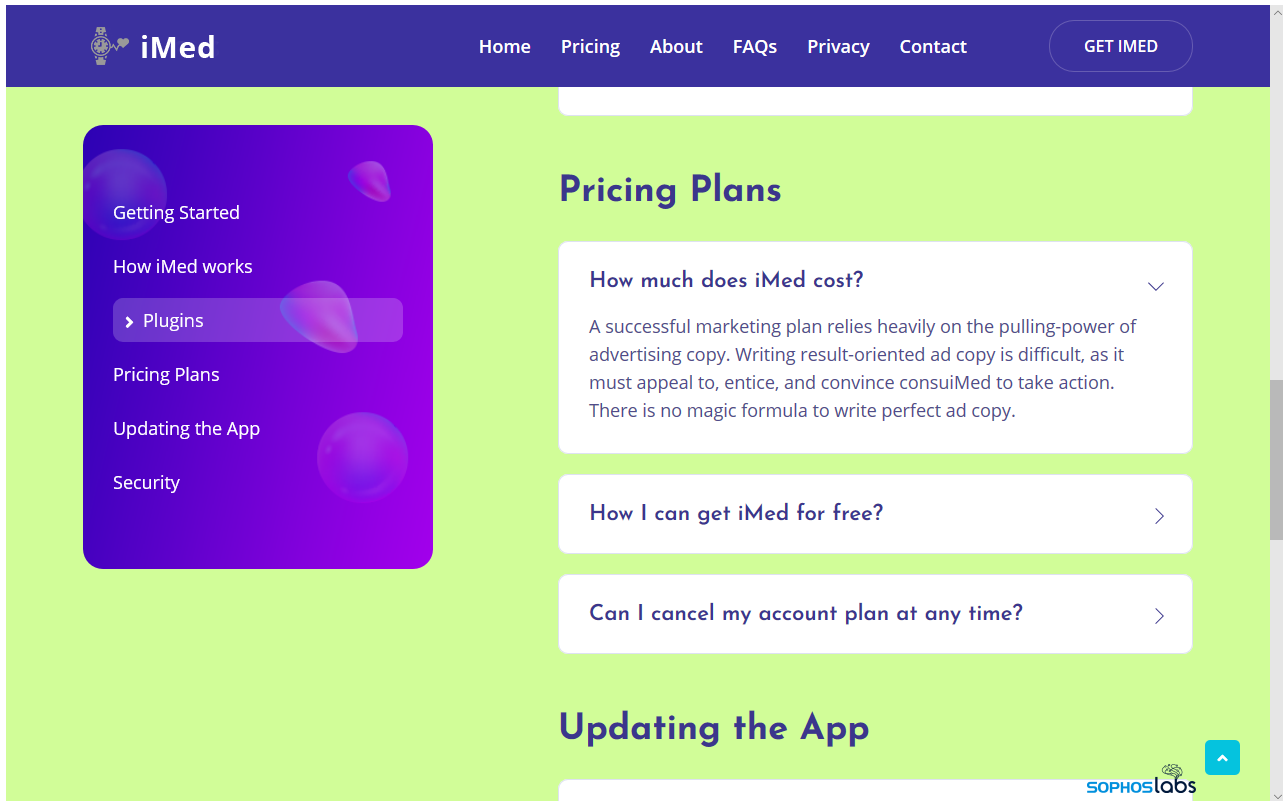 iMed
Home Pricing About FAQs Privacy Contact
GET IMED
Getting Started
How iMed works
Plugins
Pricing Plans
Updating the App
Security
Pricing Plans
How much does iMed cost?
A successful marketing plan relies heavily on the pulling-power of
advertising copy. Writing result-oriented ad copy is difficult, as it
must appeal to, entice, and convince consuiMed to take action.
There is no magic formula to write perfect ad copy.
How I can get iMed for free?
Can I cancel my account plan at any time?
Updating the App
SOPHOSlabs